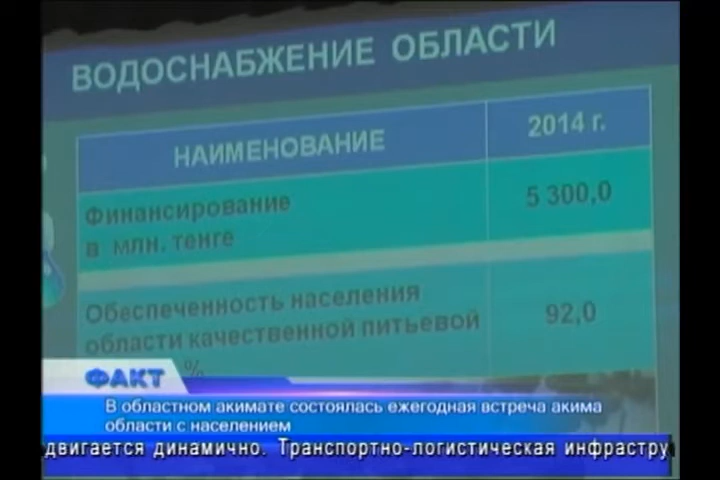 ВОДОСНАБЖЕНИЕ ОБЛАСТИ
НАИМЕНОВАНИЕ
2014 г.
Финансирование
в млн. тенге
5 300,0
Обеспеченность населения
области качественной питьевой
%
92,0
ФАКТ
В областном акимате состоялась ежегодная встреча акима
области с населением
двигается динамично. Транспортно-логистическая инфрастру